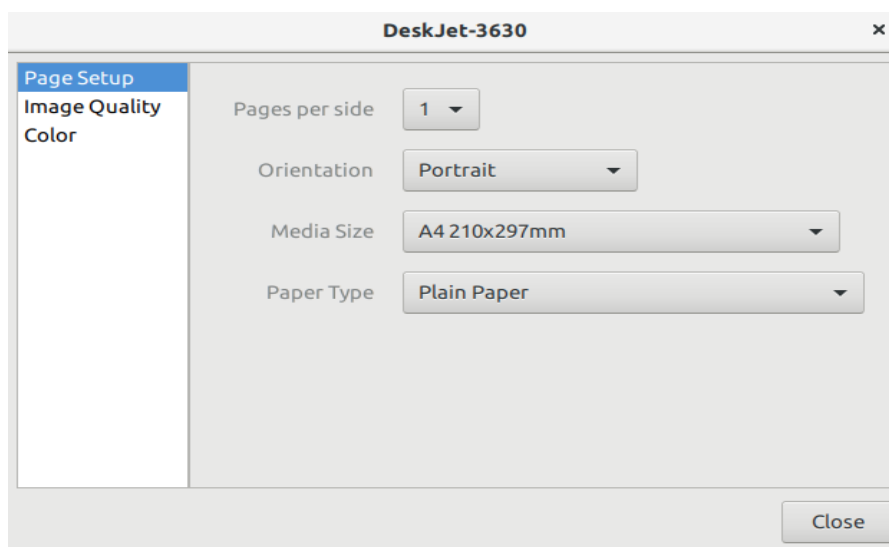 DeskJet-3630
×
Page Setup
Image Quality
Color
Pages per side 1
Orientation Portrait
Media Size A4 210x297mm
Paper Type Plain Paper
Close